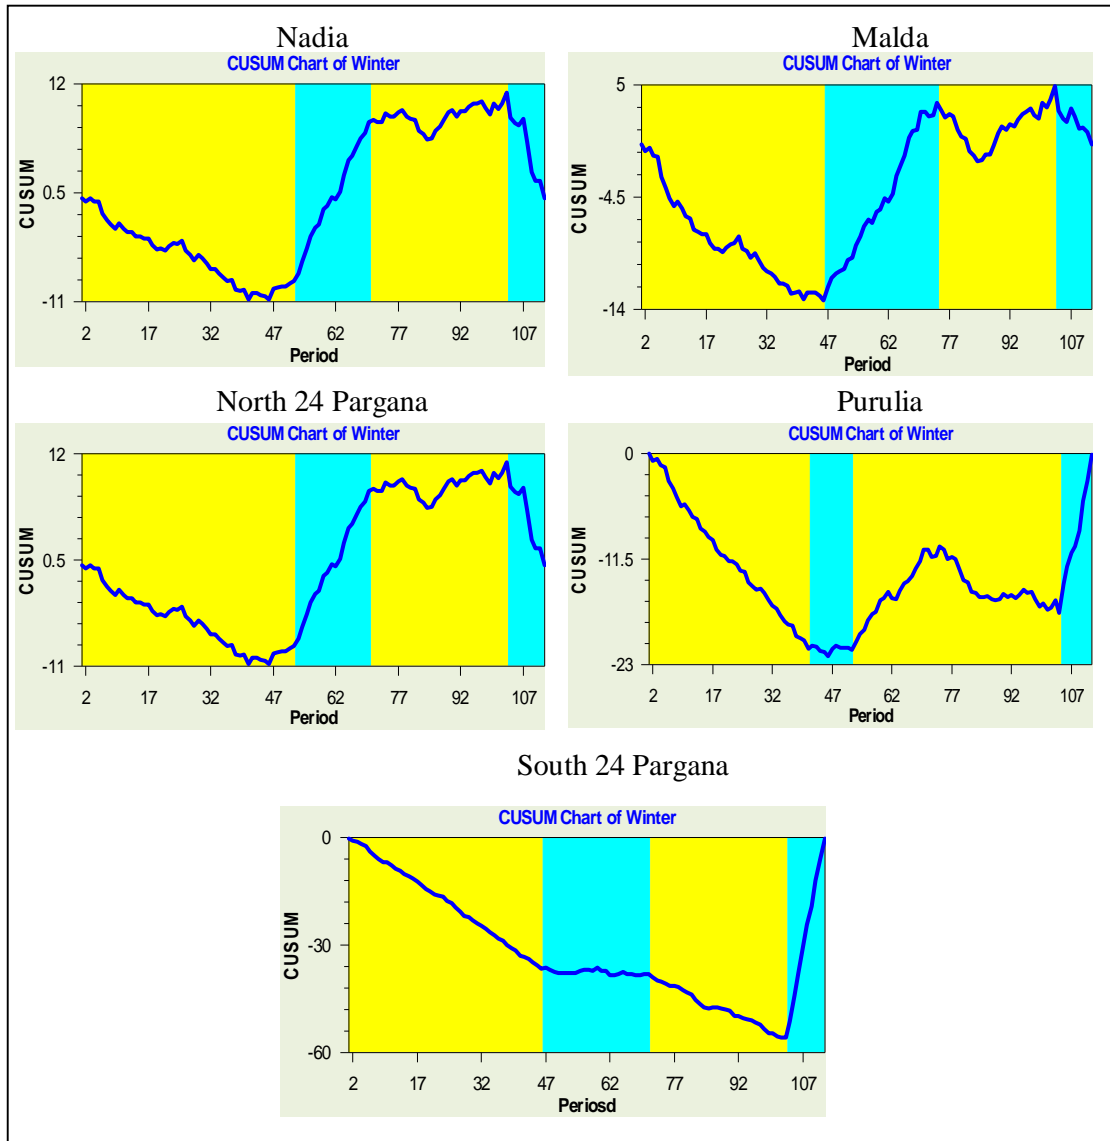 Nadia
CUSUM Chart of Winter
12
0.5
-11
CUSUM
2 17 32 47 62 77 92 107
Period
Malda
CUSUM Chart of Winter
5
-4.5
-14
CUSUM
2 17 32 47 62 77 92 107
Period
North 24 Pargana
CUSUM Chart of Winter
12
0.5
-11
CUSUM
2 17 32 47 62 77 92 107
Period
Purulia
CUSUM Chart of Winter
0
-11.5
-23
CUSUM
2 17 32 47 62 77 92 107
Period
South 24 Pargana
CUSUM Chart of Winter
0
-30
-60
CUSUM
2 17 32 47 62 77 92 107
Periosd